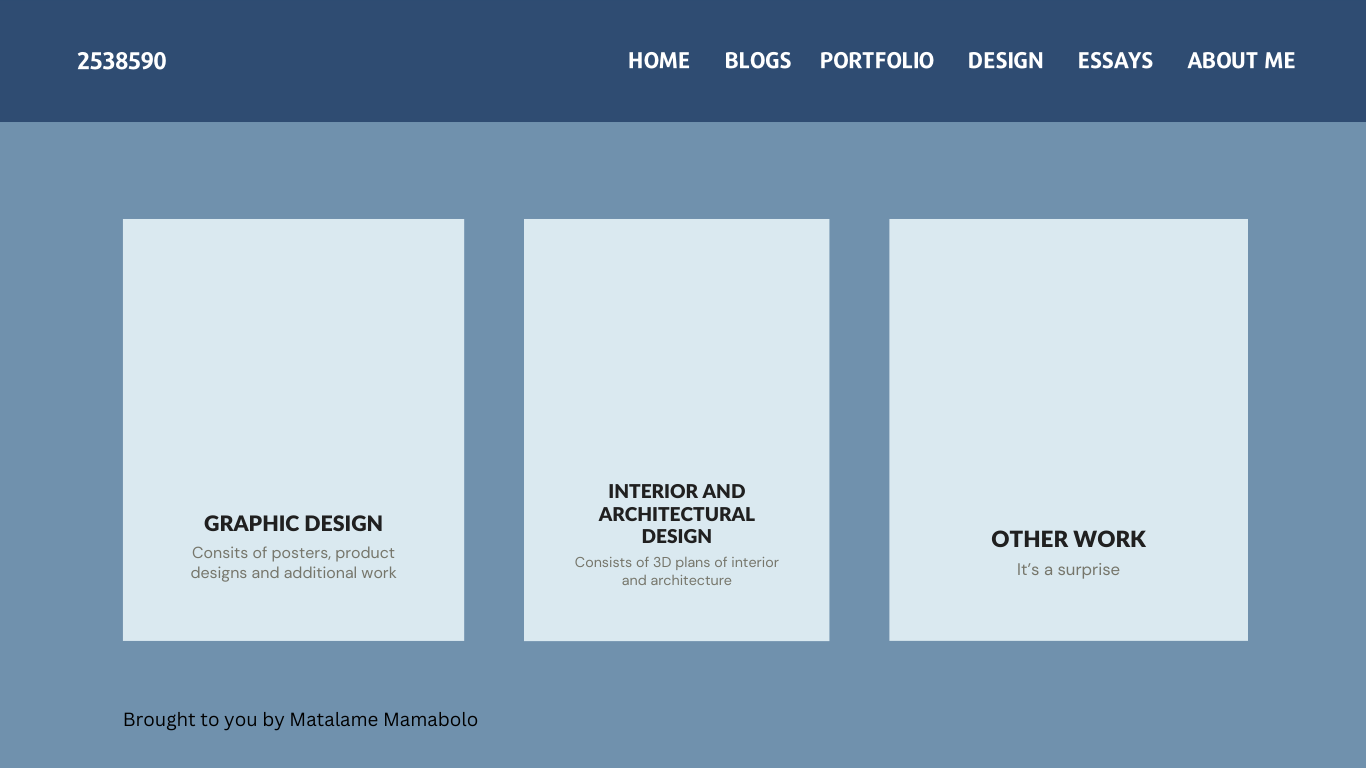 2538590
HOME BLOGS PORTFOLIO DESIGN ESSAYS ABOUT ME
GRAPHIC DESIGN
Consits of posters, product
designs and additional work
INTERIOR AND
ARCHITECTURAL
DESIGN
Consists of 3D plans of interior
and architecture
OTHER WORK
It’s a surprise
Brought to you by Matalame Mamabolo